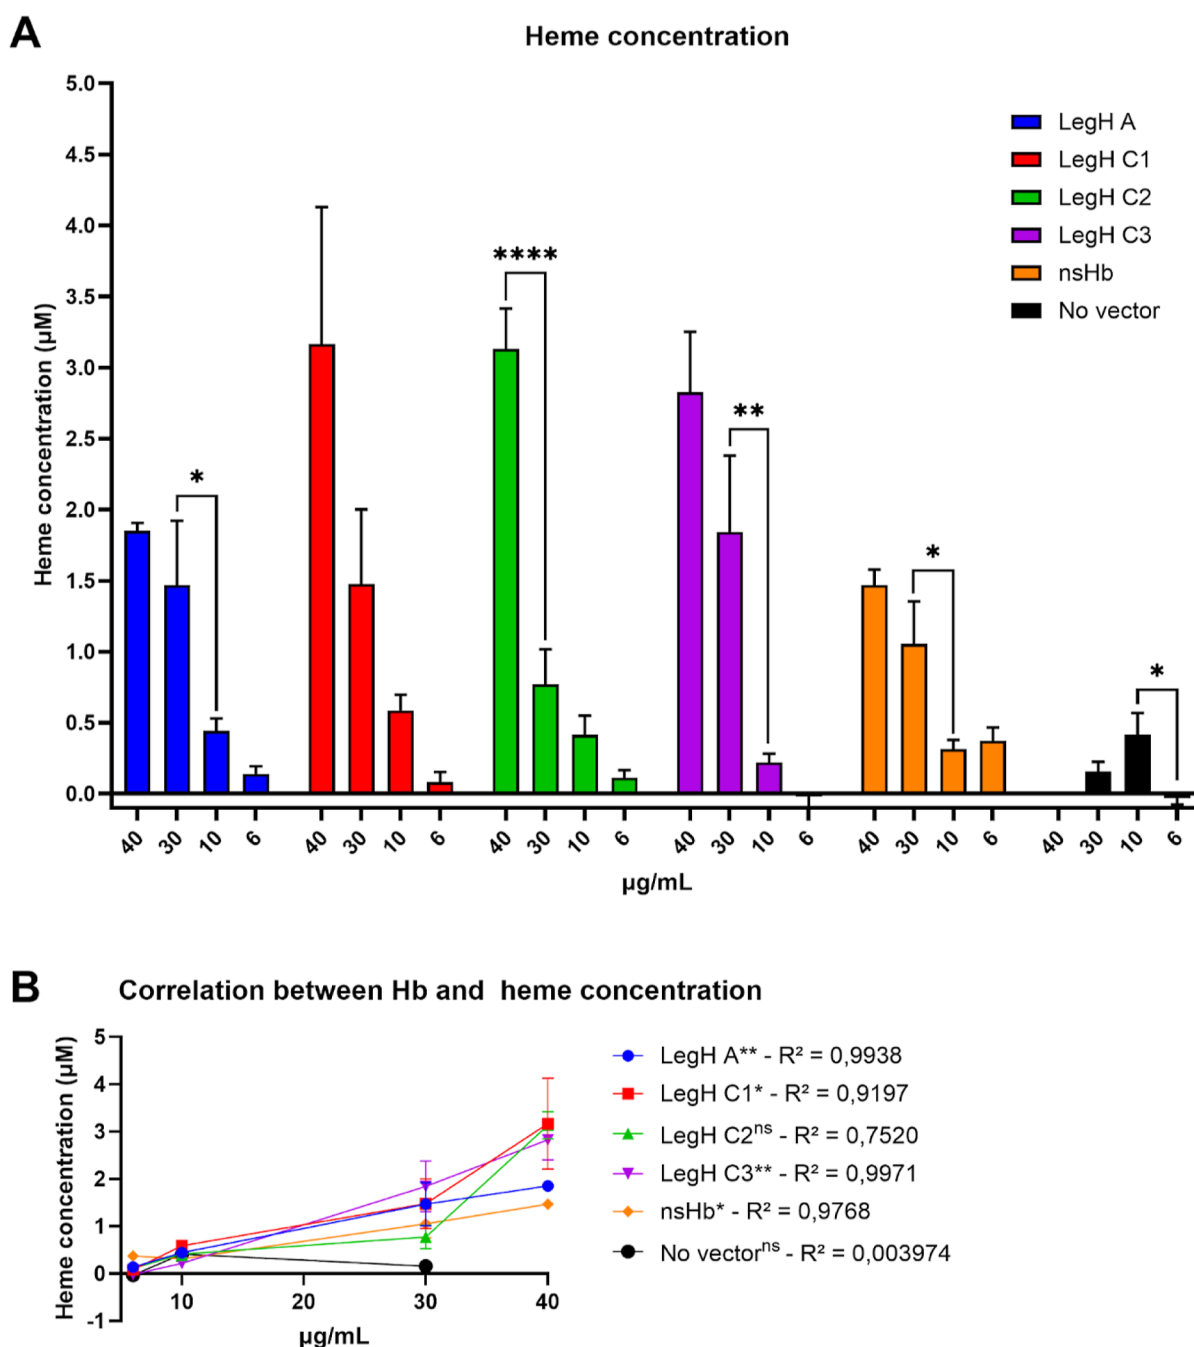 A
Heme concentration
5.0
4.5
4.0
3.5
3.0
2.5
2.0
1.5
1.0
0.5
0.0
Heme concentration (µM)
LegH A
LegH C1
LegH C2
LegH C3
nsHb
No vector
*
****
**
*
*
40 30 10 6 40 30 10 6 40 30 10 6 40 30 10 6 40 30 10 6 40 30 10 6
µg/mL
B
Correlation between Hb and heme concentration
5
4
3
2
1
0
-1
Heme concentration (µM)
10 20 30 40
µg/mL
LegH A** - R² = 0,9938
LegH C1* - R² = 0,9197
LegH C2ns - R² = 0,7520
LegH C3** - R² = 0,9971
nsHb* - R² = 0,9768
No vectorns - R² = 0,003974